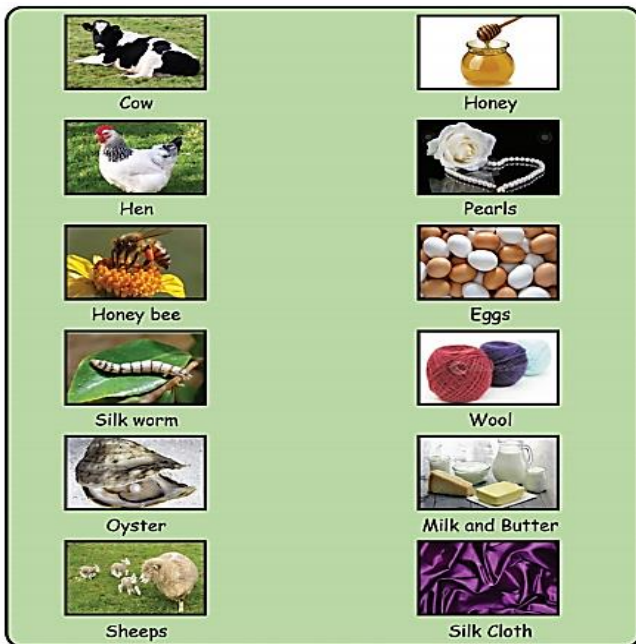 Cow
Honey
Hen
Pearls
Honey bee
Eggs
Silk worm
Wool
Oyster
Milk and Butter
Sheeps
Silk Cloth